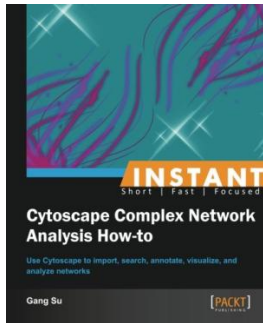 INSTANT
Short | Fast | Focused
Cytoscape Complex Network
Analysis How-to
Use Cytoscape to import, search, annotate, visualize, and
analyze networks
Gang Su
[PACKT]
PUBLISHING